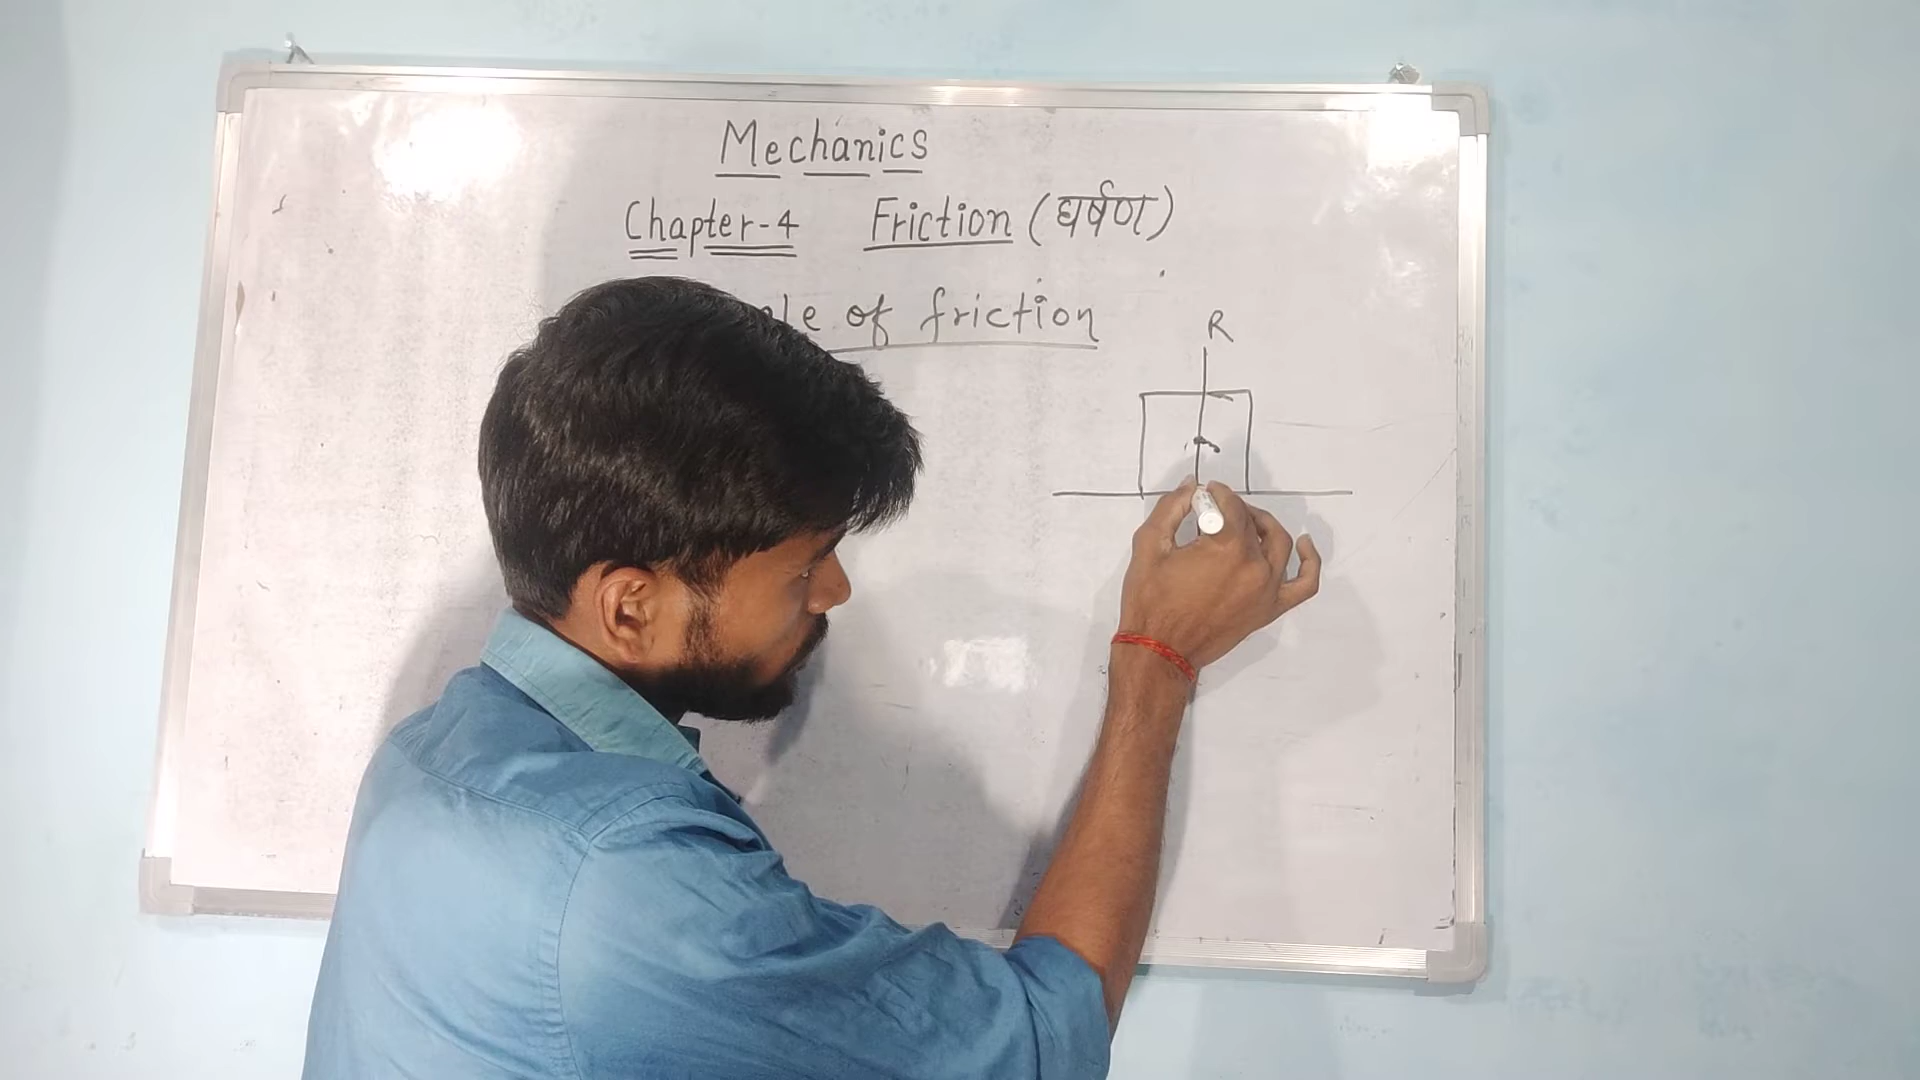 Mechanics
Chapter-4 Friction (घर्षण)
of friction
R